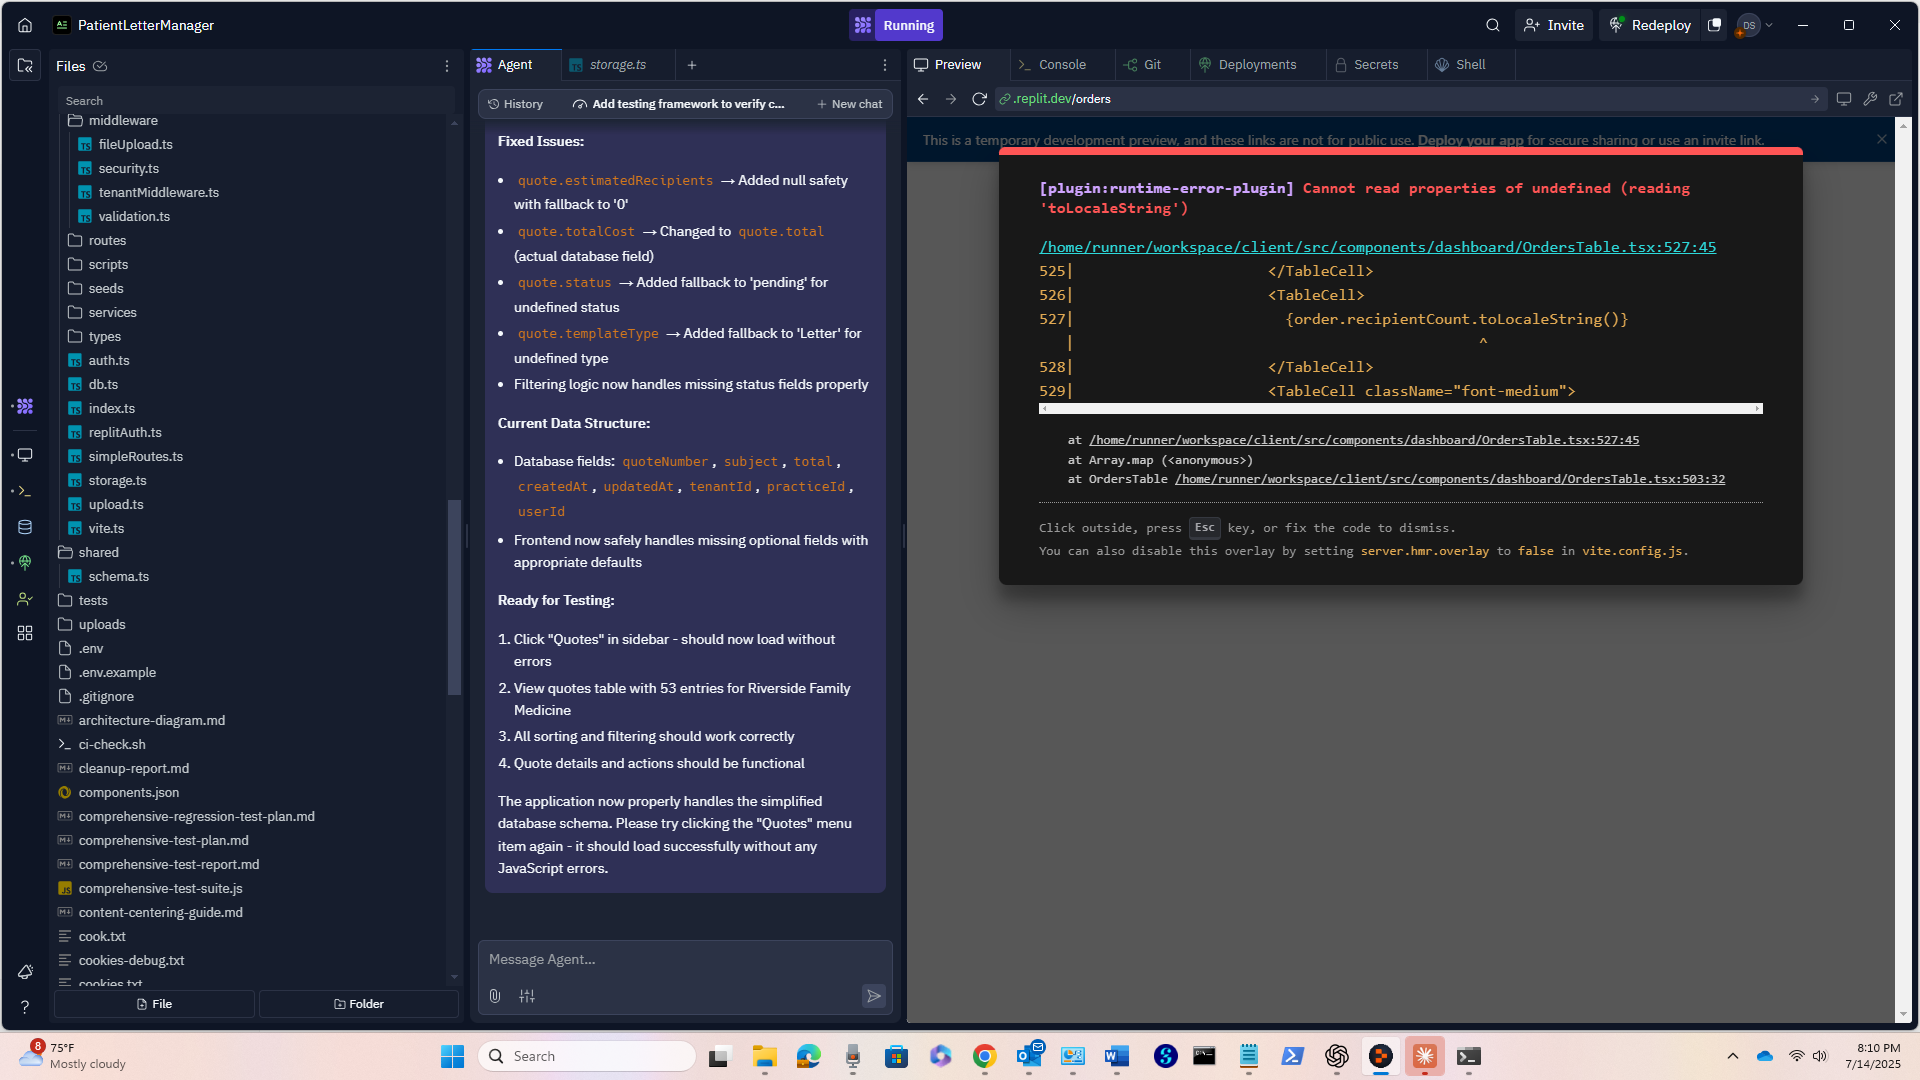 PatientLetterManager
Running
Invite
Redeploy
DS
Files
Agent
storage.ts
Preview
Console
Git
Deployments
Secrets
Shell
Search
History
Add testing framework to verify c...
New chat
.replit.dev/orders
This is a temporary development preview, and these links are not for public use. Deploy your app for secure sharing or use an invite link.
middleware
fileUpload.ts
security.ts
tenantMiddleware.ts
validation.ts
routes
scripts
seeds
services
types
auth.ts
db.ts
index.ts
replitAuth.ts
simpleRoutes.ts
storage.ts
upload.ts
vite.ts
shared
schema.ts
tests
uploads
.env
.env.example
.gitignore
architecture-diagram.md
ci-check.sh
cleanup-report.md
components.json
comprehensive-regression-test-plan.md
comprehensive-test-plan.md
comprehensive-test-report.md
comprehensive-test-suite.js
content-centering-guide.md
cook.txt
cookies-debug.txt
cookies.txt
File
Folder
Fixed Issues:
• quote.estimatedRecipients → Added null safety
with fallback to '0'
• quote.totalCost → Changed to quote.total
(actual database field)
• quote.status → Added fallback to 'pending' for
undefined status
• quote.templateType → Added fallback to 'Letter' for
undefined type
• Filtering logic now handles missing status fields properly
Current Data Structure:
• Database fields: quoteNumber, subject, total,
createdAt, updatedAt, tenantId, practiceId,
userId
• Frontend now safely handles missing optional fields with
appropriate defaults
Ready for Testing:
1. Click "Quotes" in sidebar - should now load without
errors
2. View quotes table with 53 entries for Riverside Family
Medicine
3. All sorting and filtering should work correctly
4. Quote details and actions should be functional
The application now properly handles the simplified
database schema. Please try clicking the "Quotes" menu
item again - it should load successfully without any
JavaScript errors.
Message Agent...
[plugin:runtime-error-plugin] Cannot read properties of undefined (reading
'toLocaleString')
/home/runner/workspace/client/src/components/dashboard/OrdersTable.tsx:527:45
525| </TableCell>
526| <TableCell>
527| {order.recipientCount.toLocaleString()}
| ^
528| </TableCell>
529| <TableCell className="font-medium">
at /home/runner/workspace/client/src/components/dashboard/OrdersTable.tsx:527:45
at Array.map (<anonymous>)
at OrdersTable /home/runner/workspace/client/src/components/dashboard/OrdersTable.tsx:503:32
Click outside, press Esc key, or fix the code to dismiss.
You can also disable this overlay by setting server.hmr.overlay to false in vite.config.js.
8
75°F
Mostly cloudy
Search
8:10 PM
7/14/2025